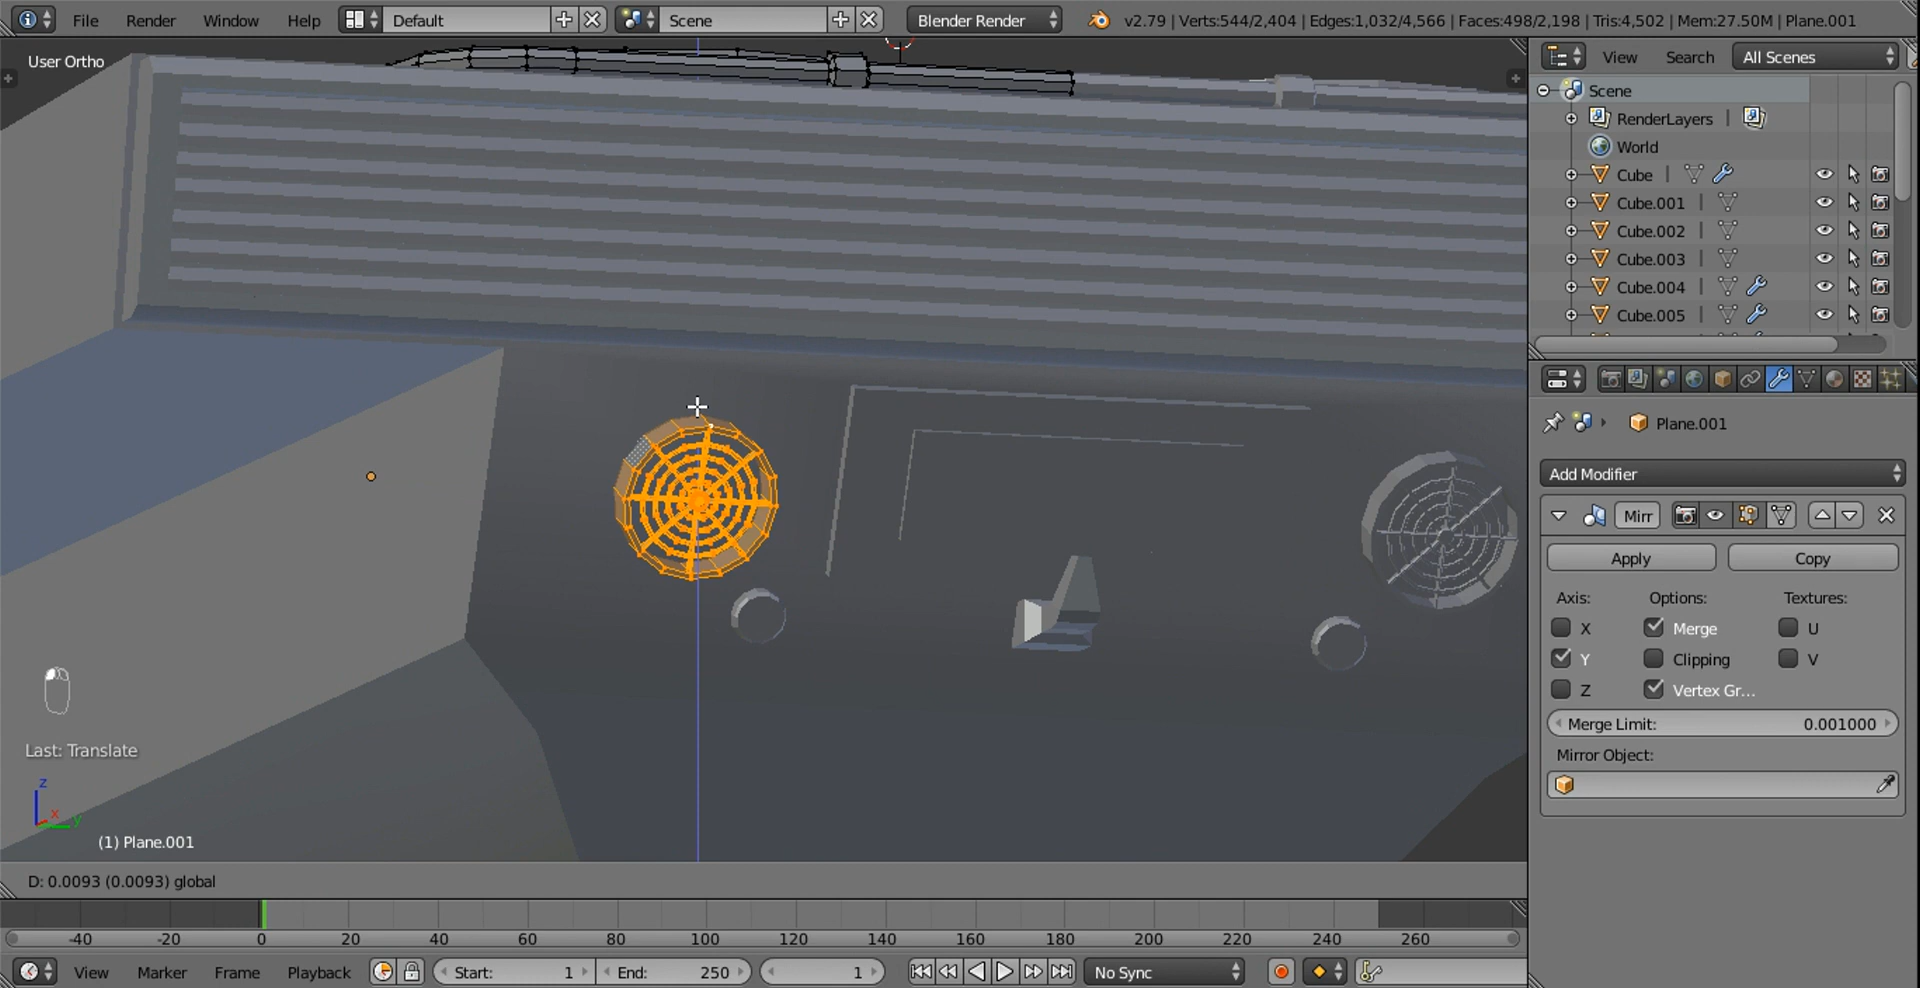 File Render Window Help Default Scene Blender Render v2.79 | Verts:544/2,404 | Edges:1,032/4,566 | Faces:498/2,198 | Tris:4,502 | Mem:27.50M | Plane.001
User Ortho
View Search All Scenes
Scene
RenderLayers |
World
Cube |
Cube.001 |
Cube.002 |
Cube.003 |
Cube.004 |
Cube.005 |
Plane.001
Add Modifier
Mirr
Apply Copy
Axis: Options: Textures:
X Merge U
Y Clipping V
Z Vertex Gr...
Merge Limit: 0.001000
Mirror Object:
Last: Translate
z
x y
(1) Plane.001
D: 0.0093 (0.0093) global
-40 -20 0 20 40 60 80 100 120 140 160 180 200 220 240 260
View Marker Frame Playback Start: 1 End: 250 1 No Sync